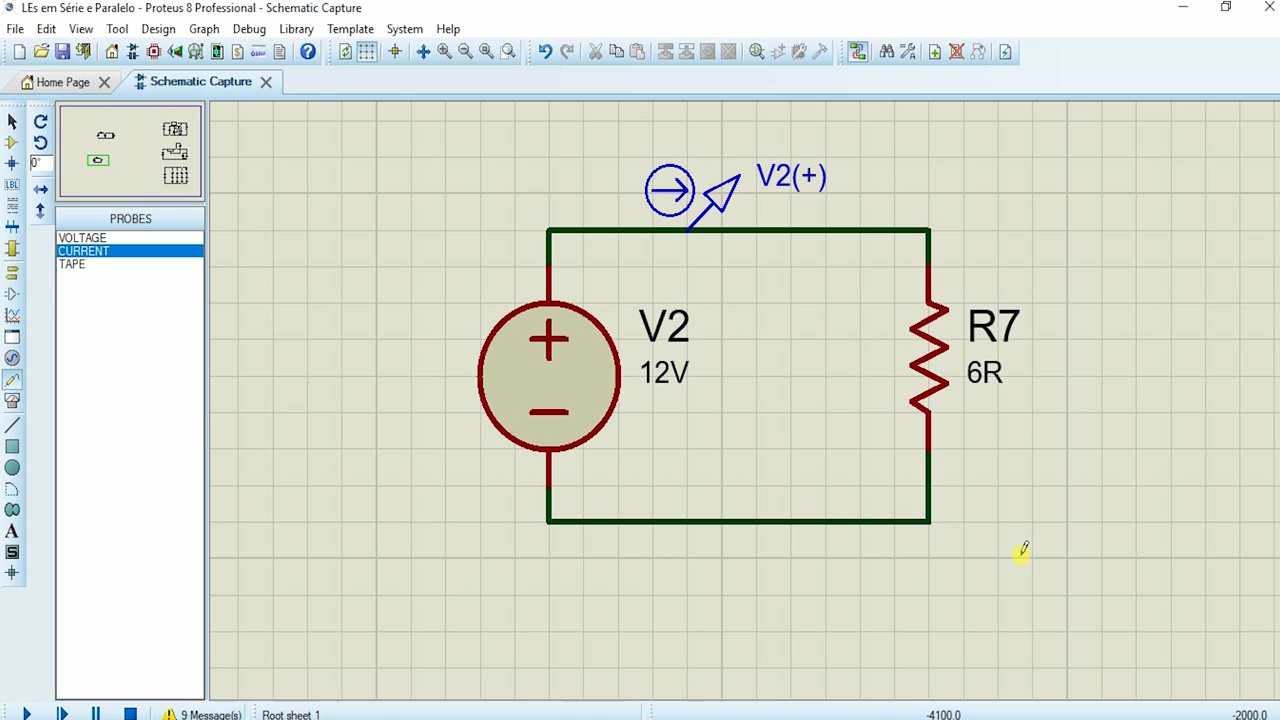 LEs em Série e Paralelo - Proteus 8 Professional - Schematic Capture
File Edit View Tool Design Graph Debug Library Template System Help
Home Page
Schematic Capture
0°
LBL
PROBES
VOLTAGE
CURRENT
TAPE
A
S
V2(+)
V2
12V
R7
6R
9 Message(s)
Root sheet 1
-4100.0
-2000.0